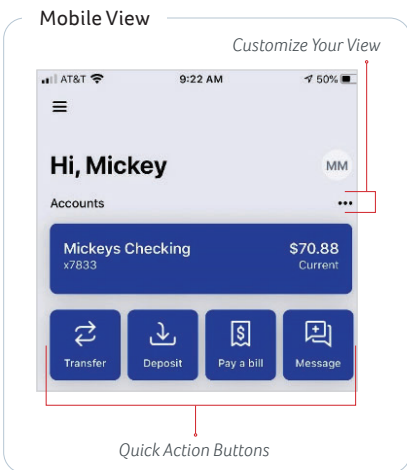 Mobile View
Customize Your View
AT&T 9:22 AM 50%
Hi, Mickey
MM
Accounts
Mickeys Checking $70.88
x7833 Current
Transfer Deposit Pay a bill Message
Quick Action Buttons